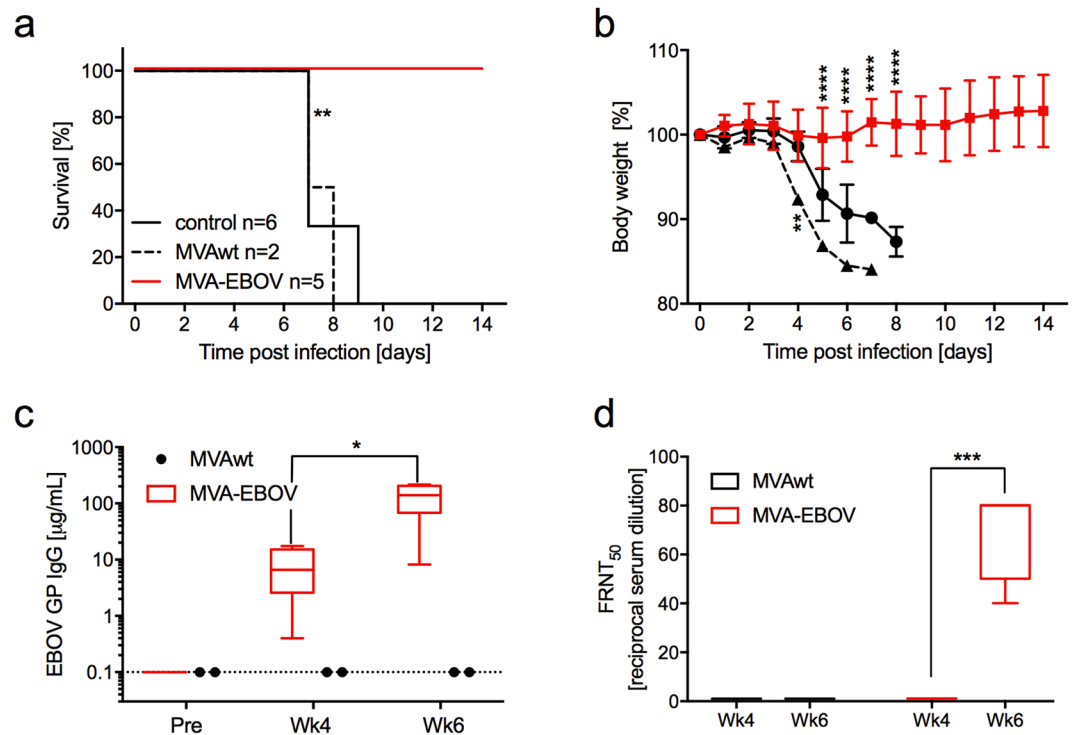 a
Survival [%]
100
80
60
40
20
0
**
control n=6
MVAwt n=2
MVA-EBOV n=5
0 2 4 6 8 10 12 14
Time post infection [days]
b
Body weight [%]
110
100
90
80
**** **** **** ****
**
0 2 4 6 8 10 12 14
Time post infection [days]
c
EBOV GP IgG [µg/mL]
1000
100
10
1
0.1
MVAwt
MVA-EBOV
*
Pre Wk4 Wk6
d
FRNT50
[reciprocal serum dilution]
100
80
60
40
20
0
MVAwt
MVA-EBOV
***
Wk4 Wk6 Wk4 Wk6